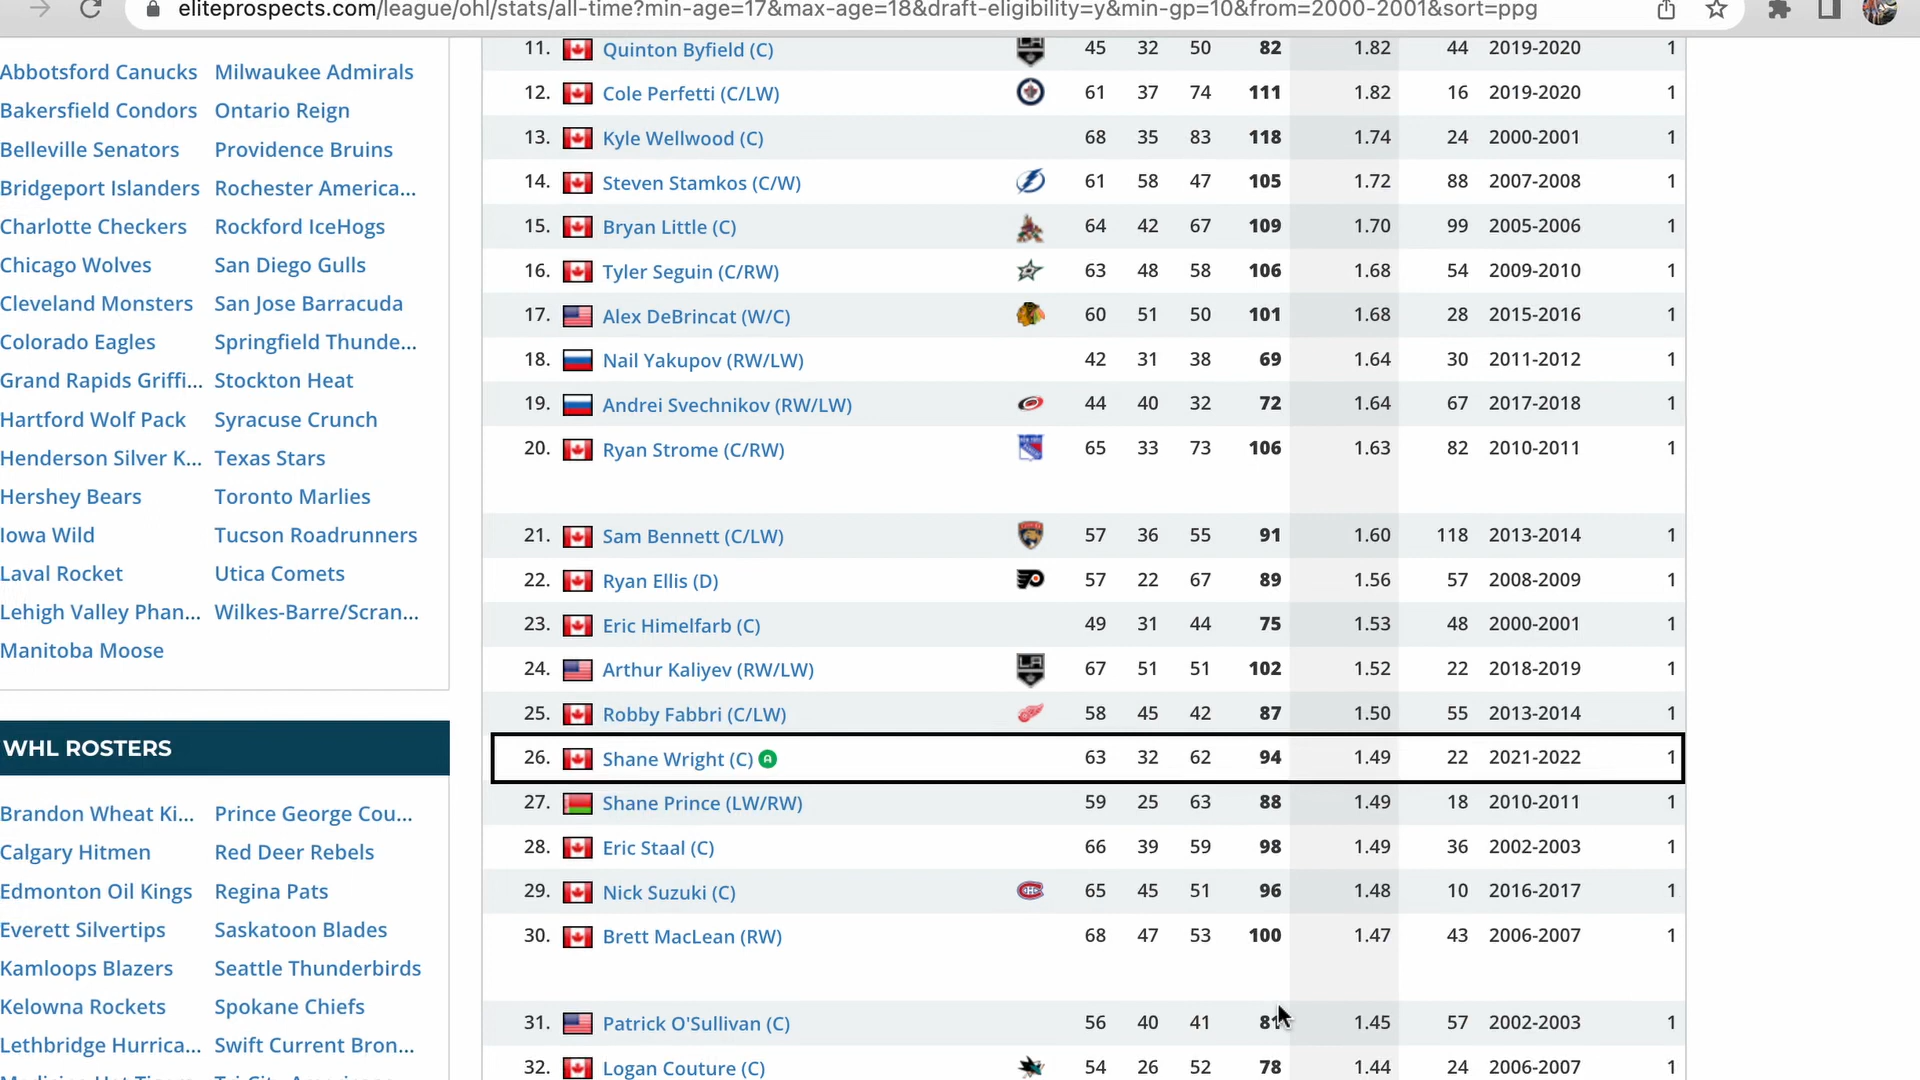 eliteprospects.com/league/ohl/stats/all-time?min-age=17&max-age=18&draft-eligibility=y&min-gp=10&from=2000-2001&sort=ppg
Abbotsford Canucks Milwaukee Admirals
Bakersfield Condors Ontario Reign
Belleville Senators Providence Bruins
Bridgeport Islanders Rochester America...
Charlotte Checkers Rockford IceHogs
Chicago Wolves San Diego Gulls
Cleveland Monsters San Jose Barracuda
Colorado Eagles Springfield Thunde...
Grand Rapids Griffi... Stockton Heat
Hartford Wolf Pack Syracuse Crunch
Henderson Silver K... Texas Stars
Hershey Bears Toronto Marlies
Iowa Wild Tucson Roadrunners
Laval Rocket Utica Comets
Lehigh Valley Phan... Wilkes-Barre/Scran...
Manitoba Moose
WHL ROSTERS
Brandon Wheat Ki... Prince George Cou...
Calgary Hitmen Red Deer Rebels
Edmonton Oil Kings Regina Pats
Everett Silvertips Saskatoon Blades
Kamloops Blazers Seattle Thunderbirds
Kelowna Rockets Spokane Chiefs
Lethbridge Hurrica... Swift Current Bron...
11. Quinton Byfield (C) 45 32 50 82 1.82 44 2019-2020 1
12. Cole Perfetti (C/LW) 61 37 74 111 1.82 16 2019-2020 1
13. Kyle Wellwood (C) 68 35 83 118 1.74 24 2000-2001 1
14. Steven Stamkos (C/W) 61 58 47 105 1.72 88 2007-2008 1
15. Bryan Little (C) 64 42 67 109 1.70 99 2005-2006 1
16. Tyler Seguin (C/RW) 63 48 58 106 1.68 54 2009-2010 1
17. Alex DeBrincat (W/C) 60 51 50 101 1.68 28 2015-2016 1
18. Nail Yakupov (RW/LW) 42 31 38 69 1.64 30 2011-2012 1
19. Andrei Svechnikov (RW/LW) 44 40 32 72 1.64 67 2017-2018 1
20. Ryan Strome (C/RW) 65 33 73 106 1.63 82 2010-2011 1
21. Sam Bennett (C/LW) 57 36 55 91 1.60 118 2013-2014 1
22. Ryan Ellis (D) 57 22 67 89 1.56 57 2008-2009 1
23. Eric Himelfarb (C) 49 31 44 75 1.53 48 2000-2001 1
24. Arthur Kaliyev (RW/LW) 67 51 51 102 1.52 22 2018-2019 1
25. Robby Fabbri (C/LW) 58 45 42 87 1.50 55 2013-2014 1
26. Shane Wright (C) A 63 32 62 94 1.49 22 2021-2022 1
27. Shane Prince (LW/RW) 59 25 63 88 1.49 18 2010-2011 1
28. Eric Staal (C) 66 39 59 98 1.49 36 2002-2003 1
29. Nick Suzuki (C) 65 45 51 96 1.48 10 2016-2017 1
30. Brett MacLean (RW) 68 47 53 100 1.47 43 2006-2007 1
31. Patrick O'Sullivan (C) 56 40 41 81 1.45 57 2002-2003 1
32. Logan Couture (C) 54 26 52 78 1.44 24 2006-2007 1